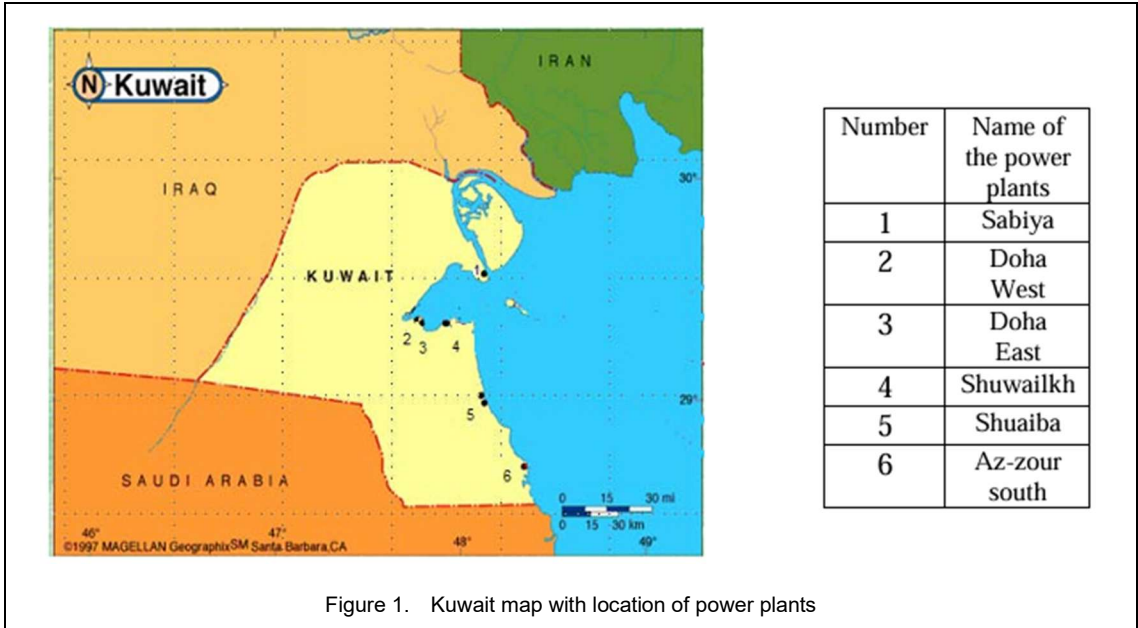 N Kuwait
IRAN
IRAQ
30°
KUWAIT
1
2
3
4
29°
5
6
SAUDI ARABIA
0 15 30 mi
0 15 30 km
46°
47°
48°
49°
©1997 MAGELLAN GeographixSM Santa Barbara,CA
Number
Name of
the power
plants
1
Sabiya
2
Doha
West
3
Doha
East
4
Shuwailkh
5
Shuaiba
6
Az-zour
south
Figure 1. Kuwait map with location of power plants